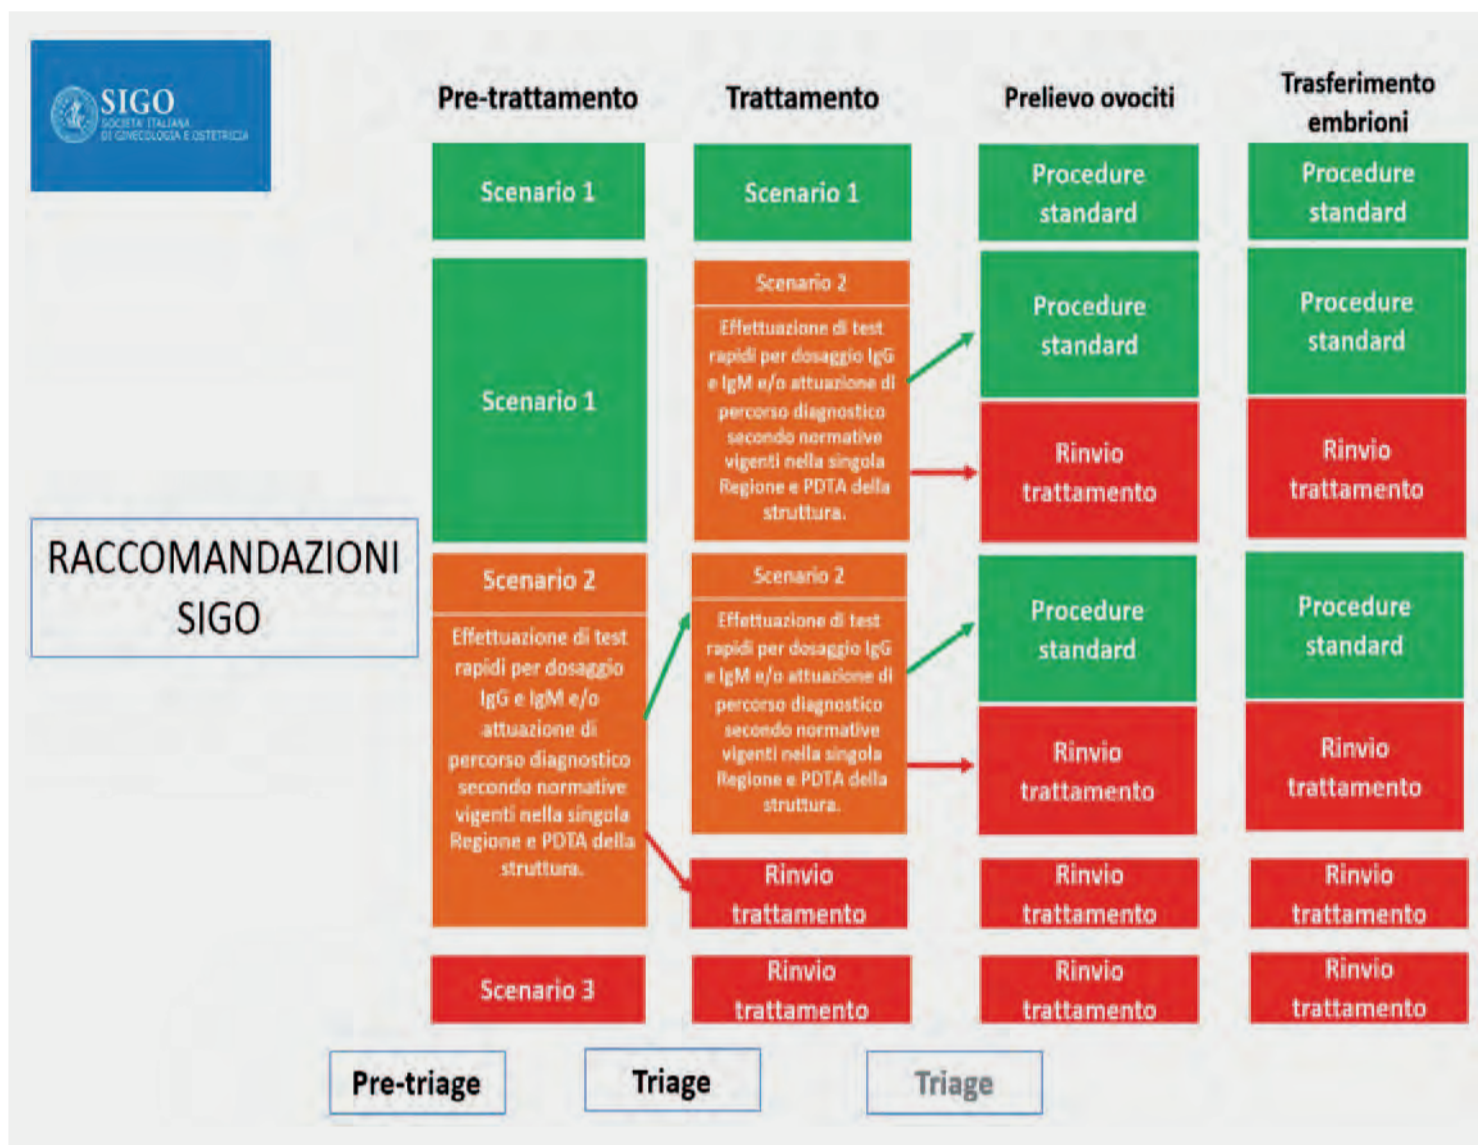 SIGO
SOCIETÀ ITALIANA
DI GINECOLOGIA E OSTETRICIA
Pre-trattamento
Trattamento
Prelievo ovociti
Trasferimento
embrioni
Scenario 1
Scenario 1
Procedure
standard
Procedure
standard
Scenario 1
Scenario 2
Effettuazione di test
rapidi per dosaggio IgG
e IgM e/o attuazione di
percorso diagnostico
secondo normative
vigenti nella singola
Regione e PDTA della
struttura.
Procedure
standard
Procedure
standard
Rinvio
trattamento
Rinvio
trattamento
RACCOMANDAZIONI
SIGO
Scenario 2
Effettuazione di test
rapidi per dosaggio
IgG e IgM e/o
attuazione di
percorso diagnostico
secondo normative
vigenti nella singola
Regione e PDTA della
struttura.
Scenario 2
Effettuazione di test
rapidi per dosaggio IgG
e IgM e/o attuazione di
percorso diagnostico
secondo normative
vigenti nella singola
Regione e PDTA della
struttura.
Procedure
standard
Procedure
standard
Rinvio
trattamento
Rinvio
trattamento
Rinvio
trattamento
Rinvio
trattamento
Rinvio
trattamento
Scenario 3
Rinvio
trattamento
Rinvio
trattamento
Rinvio
trattamento
Pre-triage
Triage
Triage